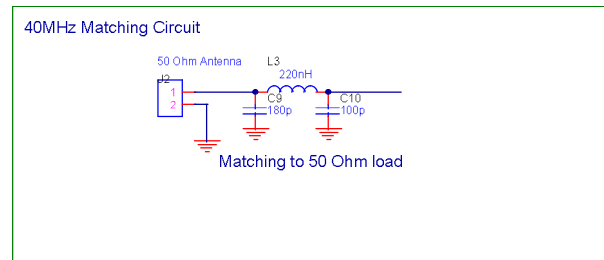 40MHz Matching Circuit
50 Ohm Antenna
L3
J2
220nH
1
2
C9
180p
C10
100p
Matching to 50 Ohm load